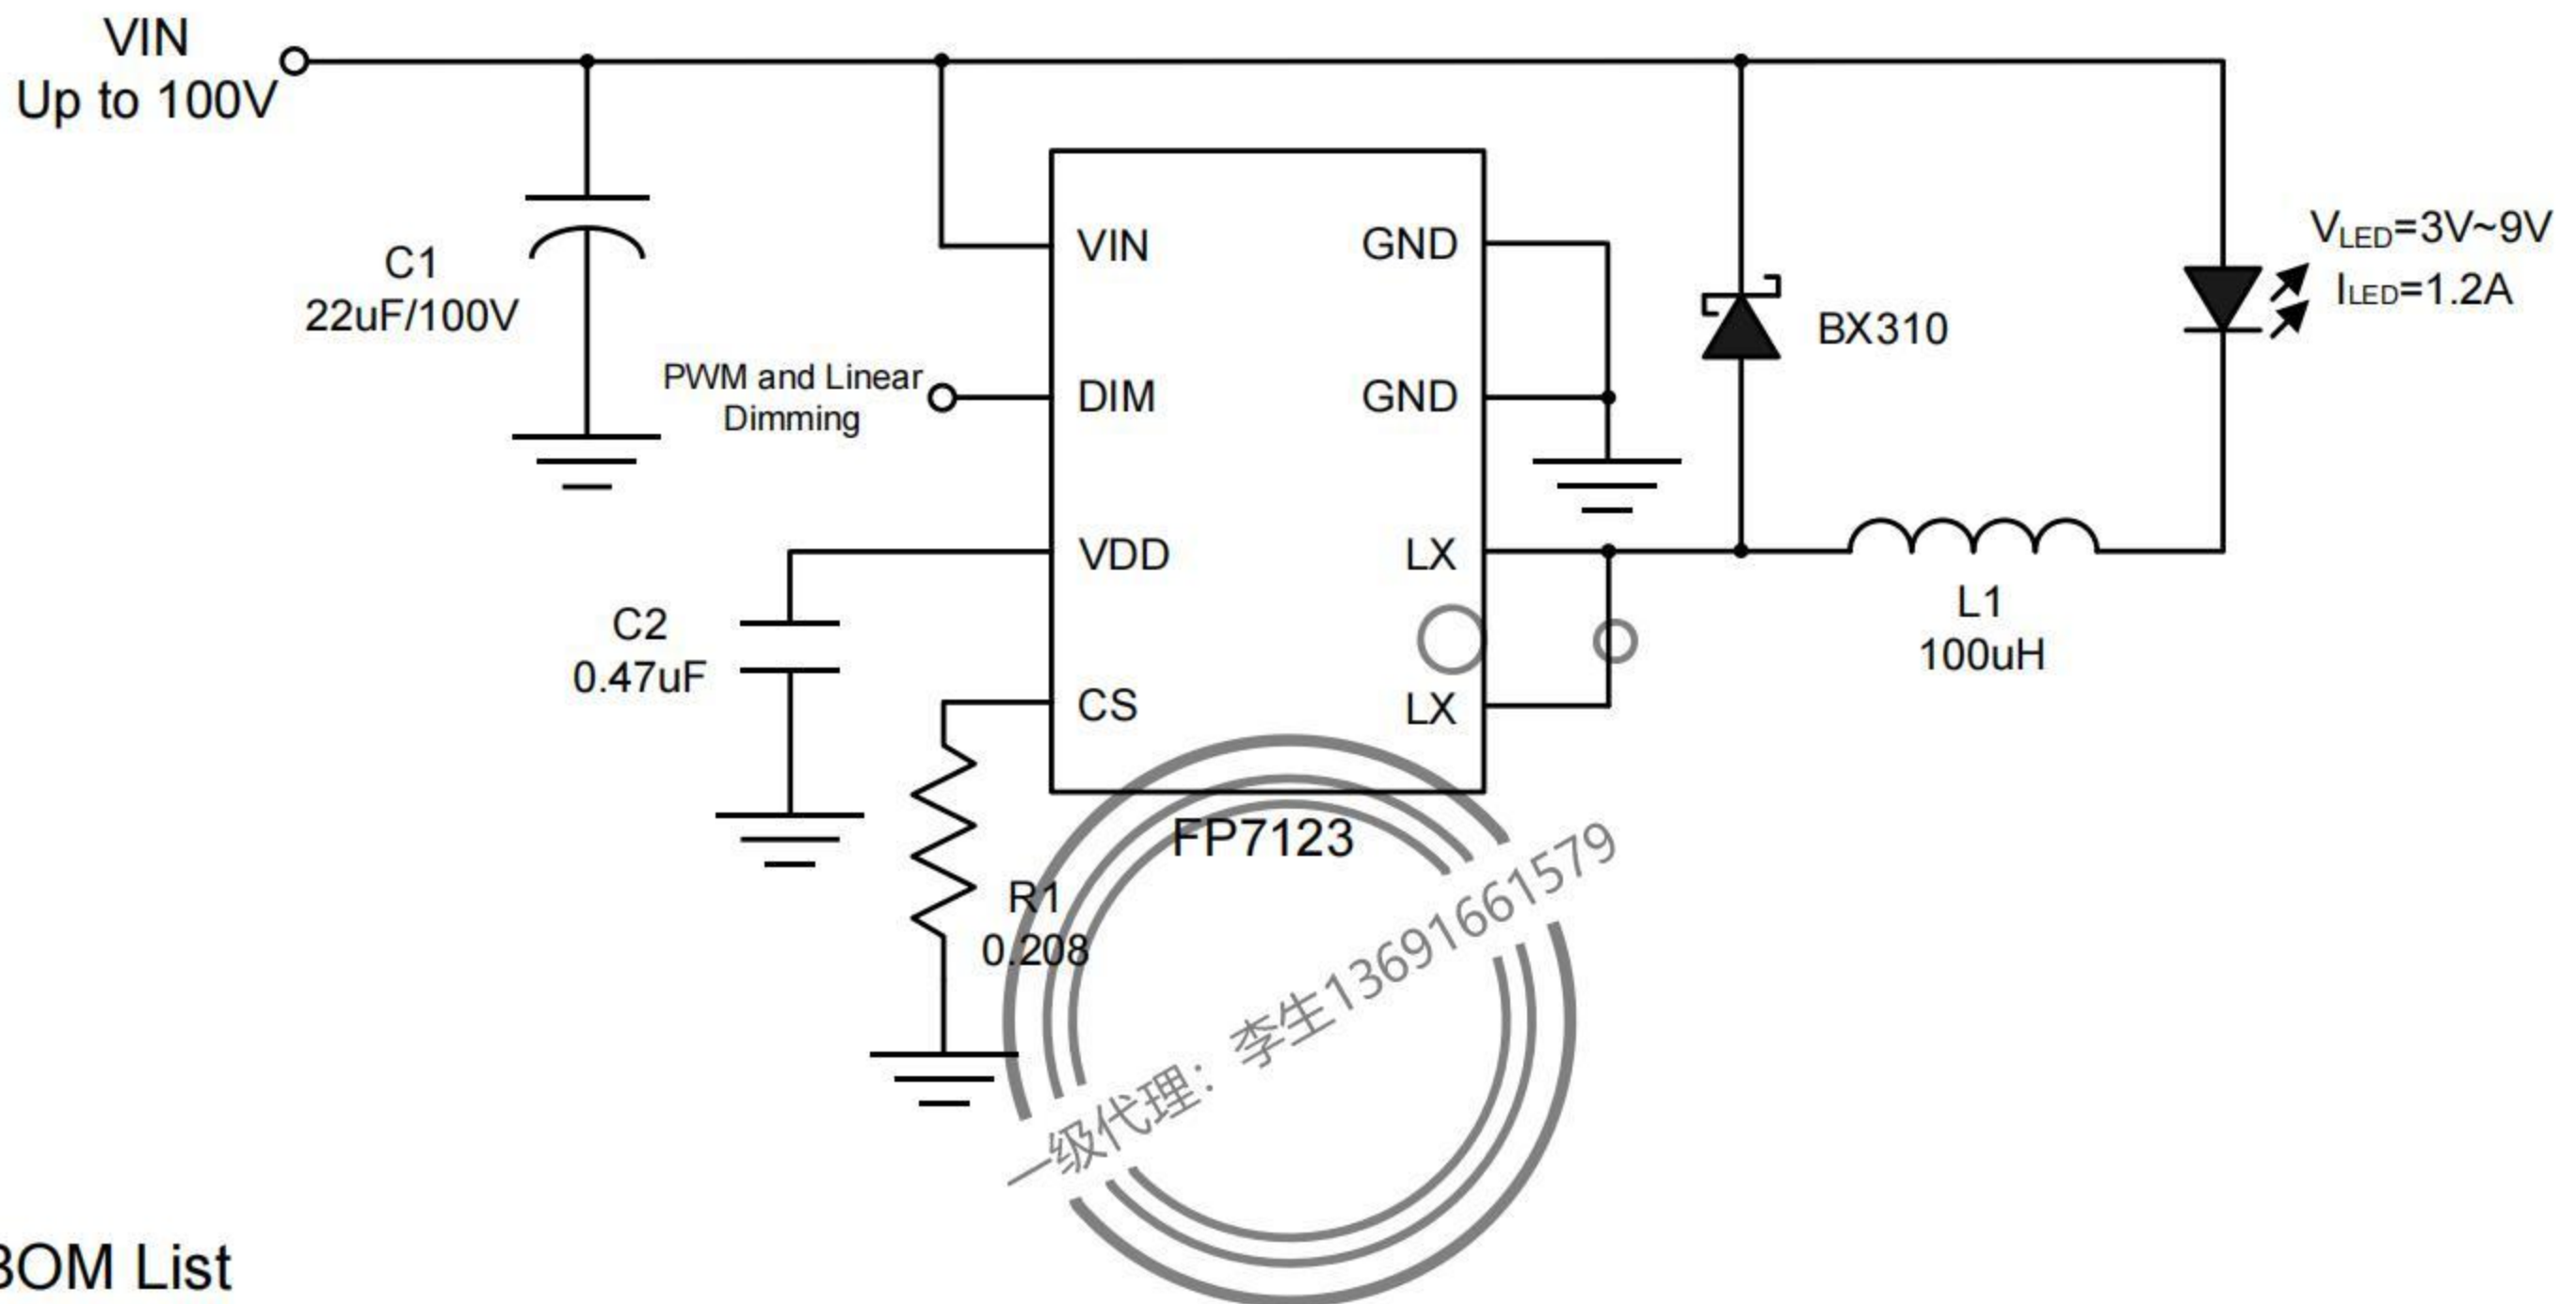 VIN
Up to 100V
C1
22uF/100V
PWM and Linear
Dimming
C2
0.47uF
VIN
DIM
VDD
CS
GND
GND
LX
LX
FP7123
R1
0.208
BX310
L1
100uH
VLED=3V~9V
ILED=1.2A
一级代理：李生13691661579
BOM List